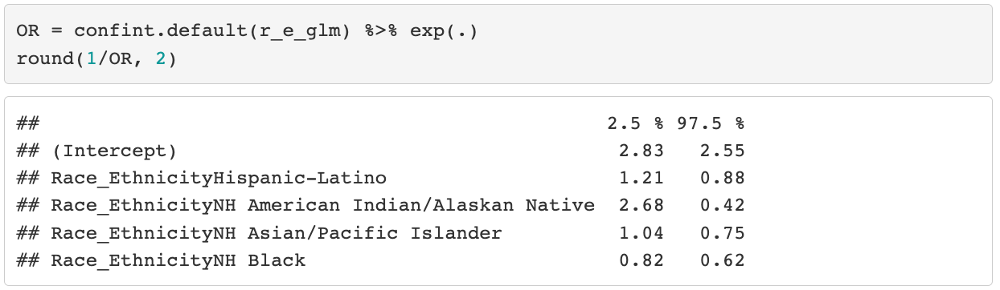 OR = confint.default(r_e_glm) %>% exp(.)
round(1/OR, 2)
## 2.5 % 97.5 %
## (Intercept) 2.83 2.55
## Race_EthnicityHispanic-Latino 1.21 0.88
## Race_EthnicityNH American Indian/Alaskan Native 2.68 0.42
## Race_EthnicityNH Asian/Pacific Islander 1.04 0.75
## Race_EthnicityNH Black 0.82 0.62